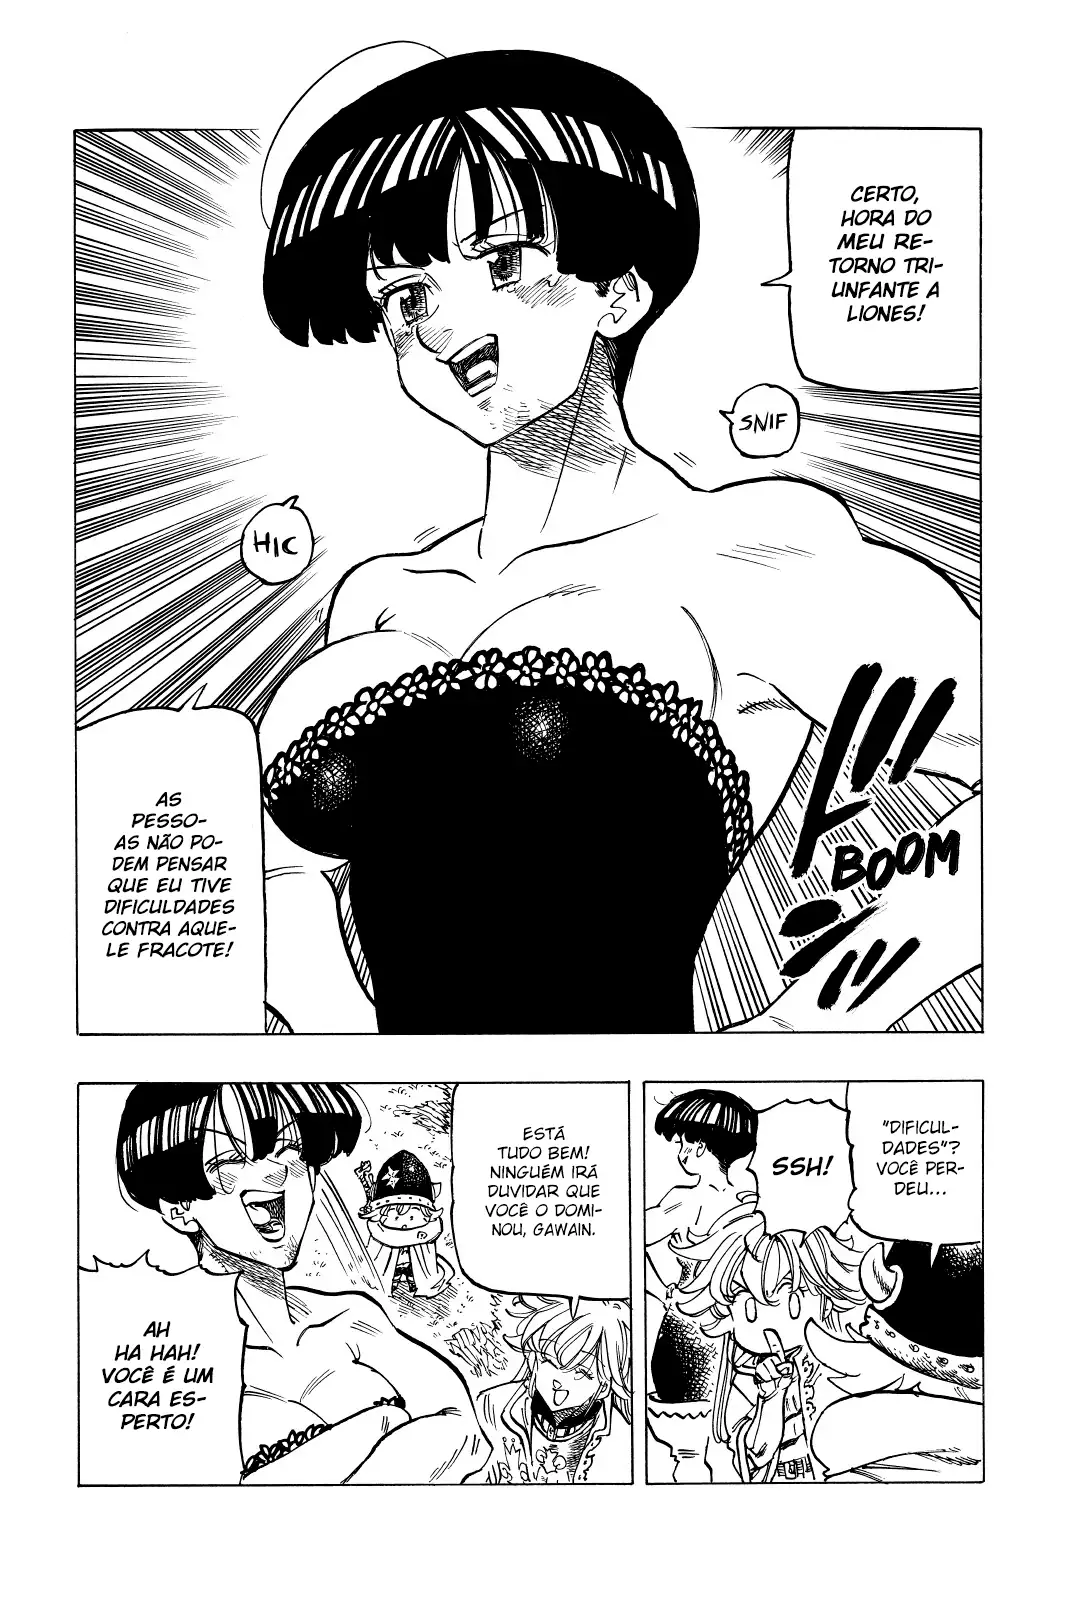 CERTO,
HORA DO
MEU RE-
TORNO TRI-
UNFANTE A
LIONES!
SNIF
HIC
AS
PESSO-
AS NÃO PO-
DEM PENSAR
QUE EU TIVE
DIFICULDADES
CONTRA AQUE-
LE FRACOTE!
BOOM
ESTÁ
TUDO BEM!
NINGUÉM IRÁ
DUVIDAR QUE
VOCÊ O DOMI-
NOU, GAWAIN.
AH
HA HAH!
VOCÊ É UM
CARA ES-
PERTO!
"DIFICUL-
DADES"?
VOCÊ PER-
DEU...
SSH!